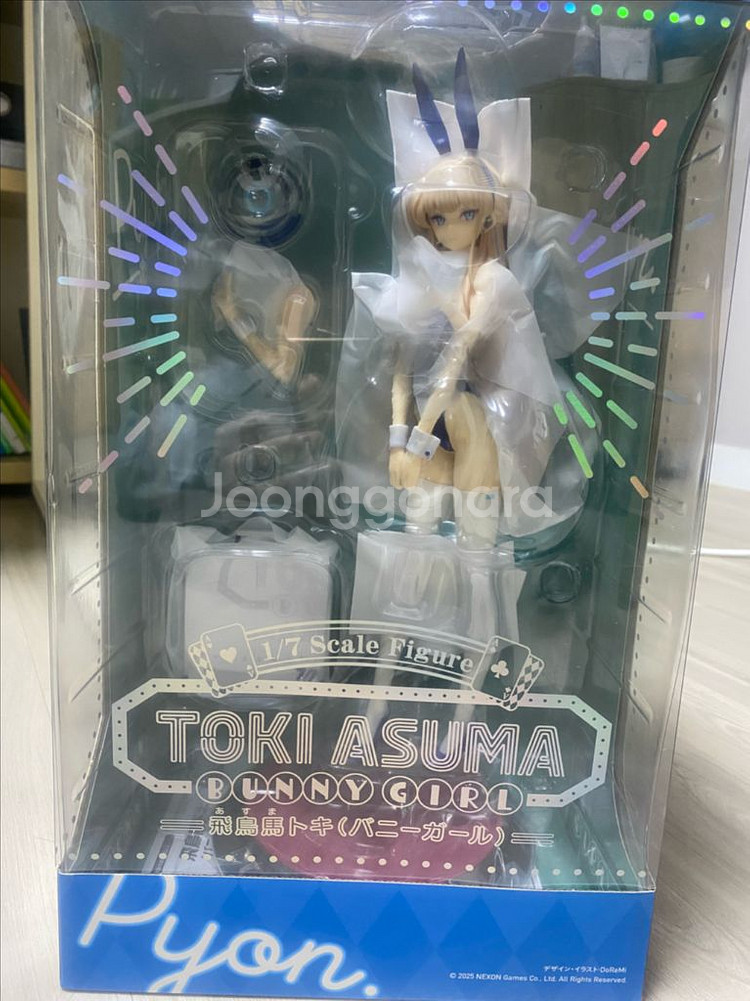 Joonggonara
1/7 Scale Figure
TOKI ASUMA
BUNNY GIRL
あすま
飛鳥馬トキ(バニーガール)
Pyon.
デザイン・イラスト:DoReMi
© 2025 NEXON Games Co., Ltd. All Rights Reserved.